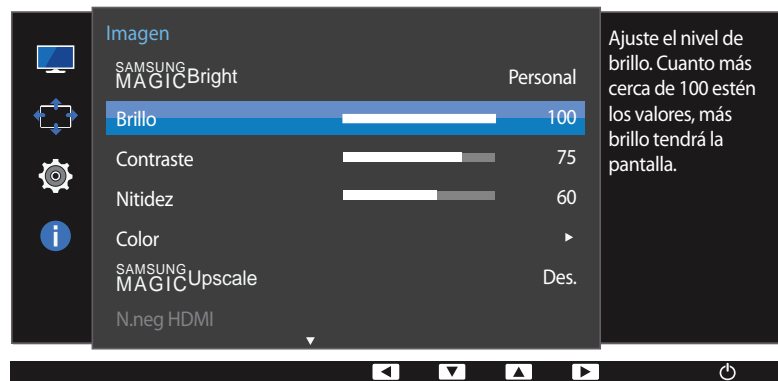 Imagen
SAMSUNG
MAGICBright Personal
Brillo 100
Contraste 75
Nitidez 60
Color
SAMSUNG
MAGICUpscale Des.
N.neg HDMI
Ajuste el nivel de
brillo. Cuanto más
cerca de 100 estén
los valores, más
brillo tendrá la
pantalla.